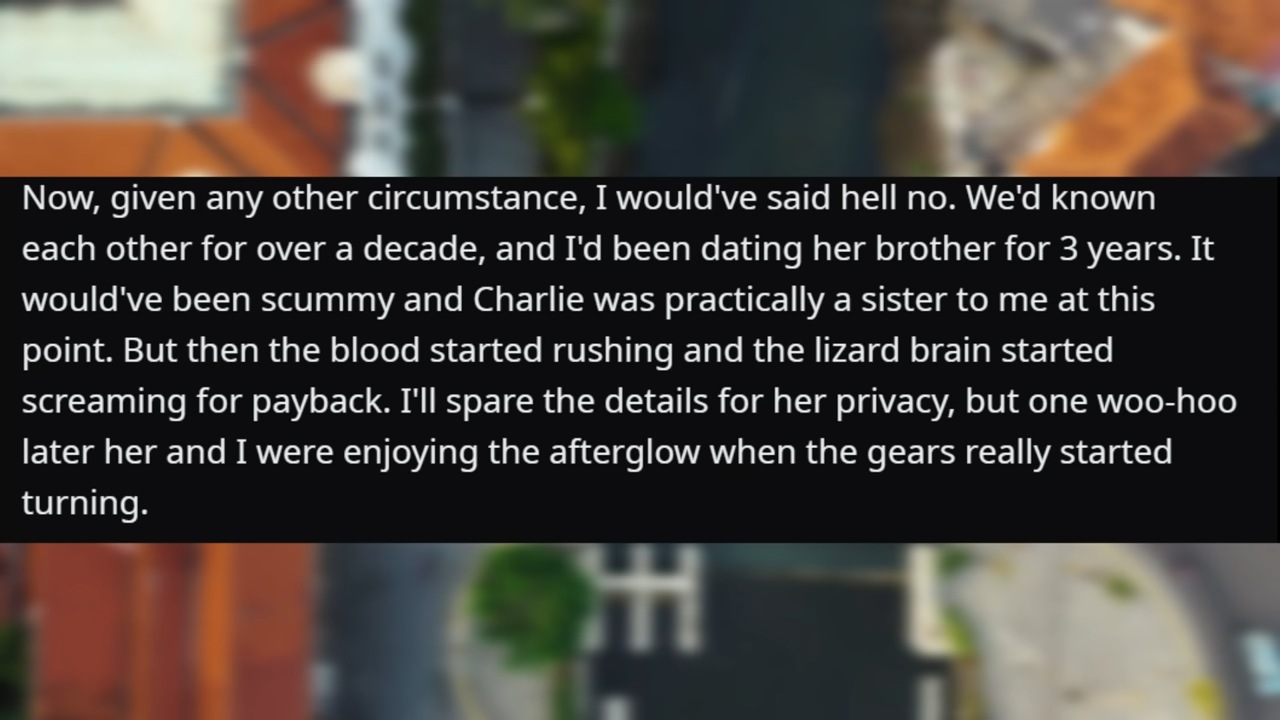 Now, given any other circumstance, I would've said hell no. We'd known
each other for over a decade, and I'd been dating her brother for 3 years. It
would've been scummy and Charlie was practically a sister to me at this
point. But then the blood started rushing and the lizard brain started
screaming for payback. I'll spare the details for her privacy, but one woo-hoo
later her and I were enjoying the afterglow when the gears really started
turning.